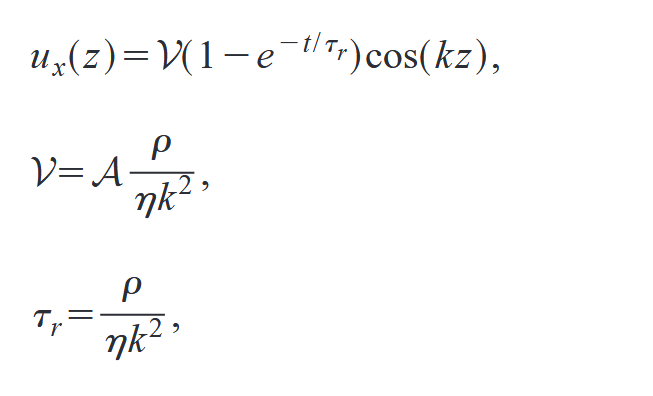 u_x(z)=𝒱(1−e^{−t/τ_r})cos(kz),
𝒱=𝒜 ρ/ηk²,
τ_r=ρ/ηk²,